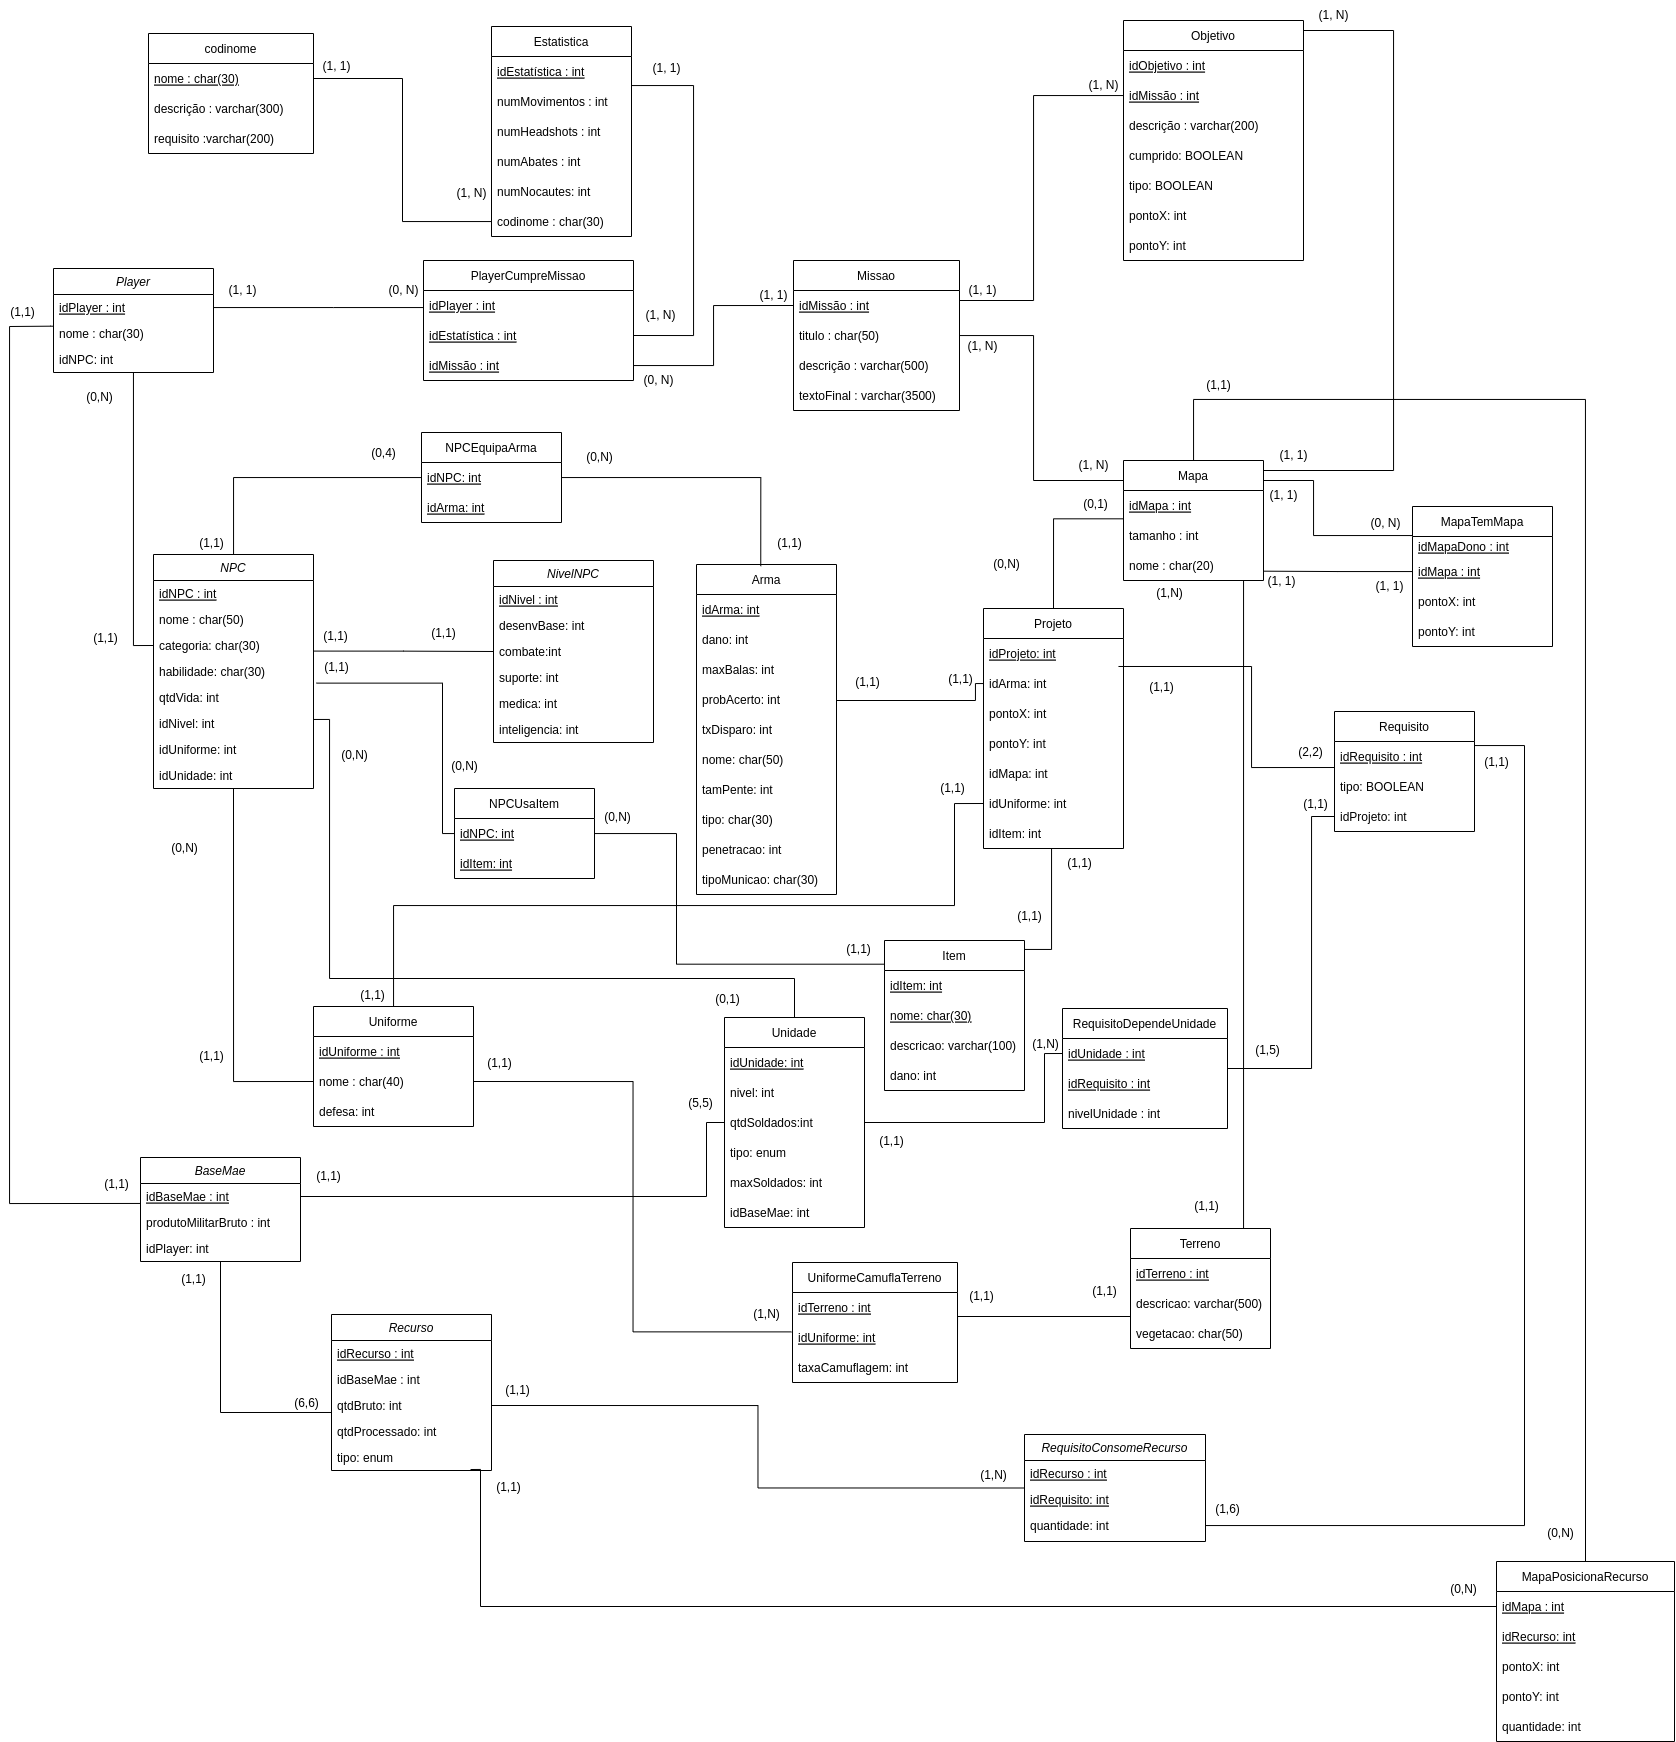 codinome
nome : char(30)
descrição : varchar(300)
requisito :varchar(200)
(1, 1)
(1, N)
Estatistica
idEstatística : int
numMovimentos : int
numHeadshots : int
numAbates : int
numNocautes: int
codinome : char(30)
(1, 1)
(1, N)
Objetivo
idObjetivo : int
idMissão : int
descrição : varchar(200)
cumprido: BOOLEAN
tipo: BOOLEAN
pontoX: int
pontoY: int
(1, N)
(1, N)
Player
idPlayer : int
nome : char(30)
idNPC: int
(1,1)
(1, 1)
(0, N)
(0,N)
PlayerCumpreMissao
idPlayer : int
idEstatística : int
idMissão : int
(0, N)
(1, 1)
Missao
idMissão : int
titulo : char(50)
descrição : varchar(500)
textoFinal : varchar(3500)
(1, 1)
(1, N)
(1,1)
(1, N)
(1, 1)
NPCEquipaArma
idNPC: int
idArma: int
(0,4)
(0,N)
(1,1)
(1,1)
Mapa
idMapa : int
tamanho : int
nome : char(20)
(0,1)
(0,N)
(1,N)
(1, 1)
(0, N)
(1, 1)
(1, 1)
MapaTemMapa
idMapaDono : int
idMapa : int
pontoX: int
pontoY: int
NPC
idNPC : int
nome : char(50)
categoria: char(30)
habilidade: char(30)
qtdVida: int
idNivel: int
idUniforme: int
idUnidade: int
(1,1)
(1,1)
(1,1)
(1,1)
(0,N)
(0,N)
(0,N)
NivelNPC
idNivel : int
desenvBase: int
combate:int
suporte: int
medica: int
inteligencia: int
Arma
idArma: int
dano: int
maxBalas: int
probAcerto: int
txDisparo: int
nome: char(50)
tamPente: int
tipo: char(30)
penetracao: int
tipoMunicao: char(30)
(1,1)
(1,1)
Projeto
idProjeto: int
idArma: int
pontoX: int
pontoY: int
idMapa: int
idUniforme: int
idItem: int
(1,1)
(2,2)
(1,1)
(1,1)
(1,1)
Requisito
idRequisito : int
tipo: BOOLEAN
idProjeto: int
(1,1)
(1,1)
NPCUsaItem
idNPC: int
idItem: int
(0,N)
(1,1)
Item
idItem: int
nome: char(30)
descricao: varchar(100)
dano: int
(1,1)
(1,1)
Uniforme
idUniforme : int
nome : char(40)
defesa: int
(1,1)
(0,1)
(5,5)
Unidade
idUnidade: int
nivel: int
qtdSoldados:int
tipo: enum
maxSoldados: int
idBaseMae: int
(1,1)
(1,N)
RequisitoDependeUnidade
idUnidade : int
idRequisito : int
nivelUnidade : int
(1,5)
(1,1)
BaseMae
idBaseMae : int
produtoMilitarBruto : int
idPlayer: int
(1,1)
(1,1)
(1,1)
(6,6)
Terreno
idTerreno : int
descricao: varchar(500)
vegetacao: char(50)
(1,1)
UniformeCamuflaTerreno
idTerreno : int
idUniforme: int
taxaCamuflagem: int
(1,N)
(1,1)
Recurso
idRecurso : int
idBaseMae : int
qtdBruto: int
qtdProcessado: int
tipo: enum
(1,1)
(1,1)
RequisitoConsomeRecurso
idRecurso : int
idRequisito: int
quantidade: int
(1,N)
(1,6)
(0,N)
(0,N)
MapaPosicionaRecurso
idMapa : int
idRecurso: int
pontoX: int
pontoY: int
quantidade: int